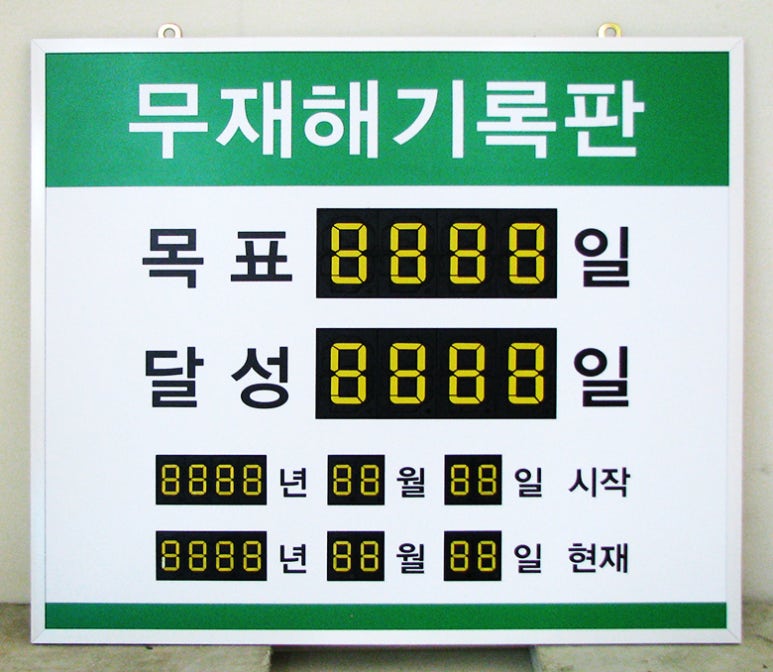 무재해기록판
목표 8888 일
달성 8888 일
8888 년 88 월 88 일 시작
8888 년 88 월 88 일 현재